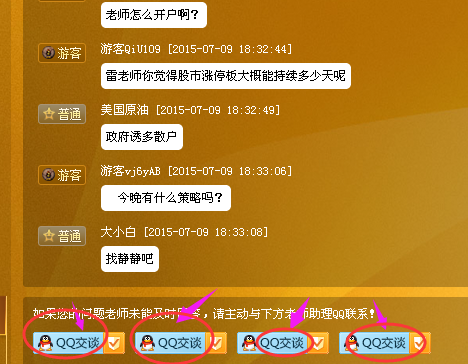 老师怎么开户啊?
游客 游客QiU109 [2015-07-09 18:32:44]
雷老师你觉得股市涨停板大概能持续多少天呢
普通 美国原油 [2015-07-09 18:32:49]
政府诱多散户
游客 游客vj6yAB [2015-07-09 18:33:06]
今晚有什么策略吗?
普通 大小白 [2015-07-09 18:33:08]
找静静吧
如果您的问题老师未能及时回答,请主动与下方老师助理QQ联系!
QQ交谈 QQ交谈 QQ交谈 QQ交谈